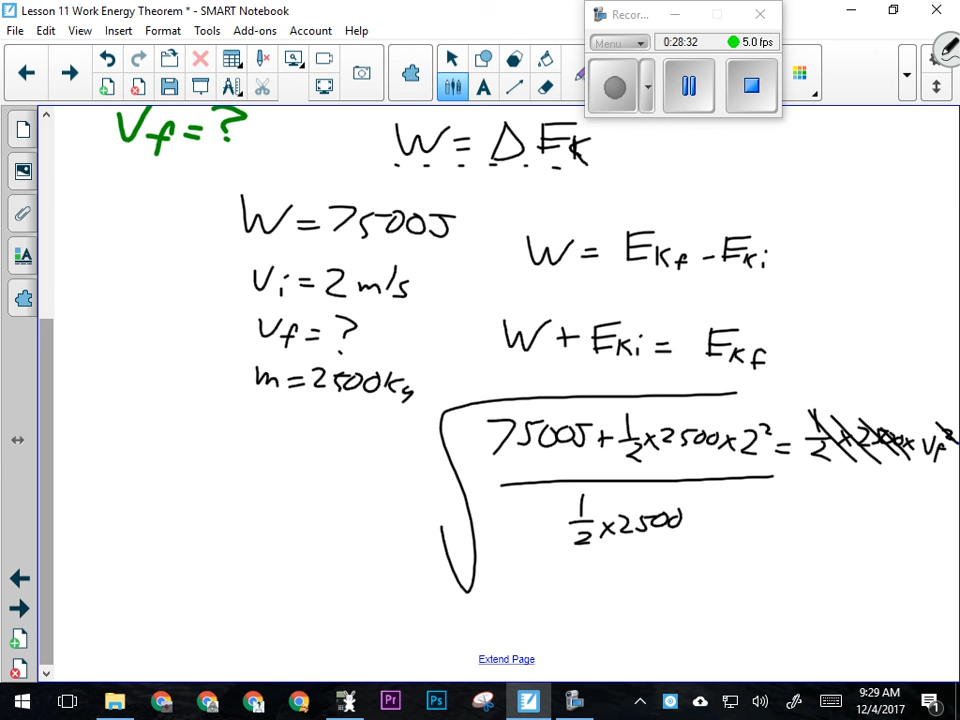 Lesson 11 Work Energy Theorem * - SMART Notebook
Recor...
File Edit View Insert Format Tools Add-ons Account Help
Menu 0:28:32 5.0 fps
Vf = ?
W = Δ EK
W = 7500J
W = EKf - EKi
Vi = 2 m/s
Vf = ?
W + EKi = EKf
m = 2500Kg
√ 7500J + 1/2 x 2500 x 2² = 1/2 x 2500 x Vf²
1/2 x 2500
Extend Page
9:29 AM
12/4/2017